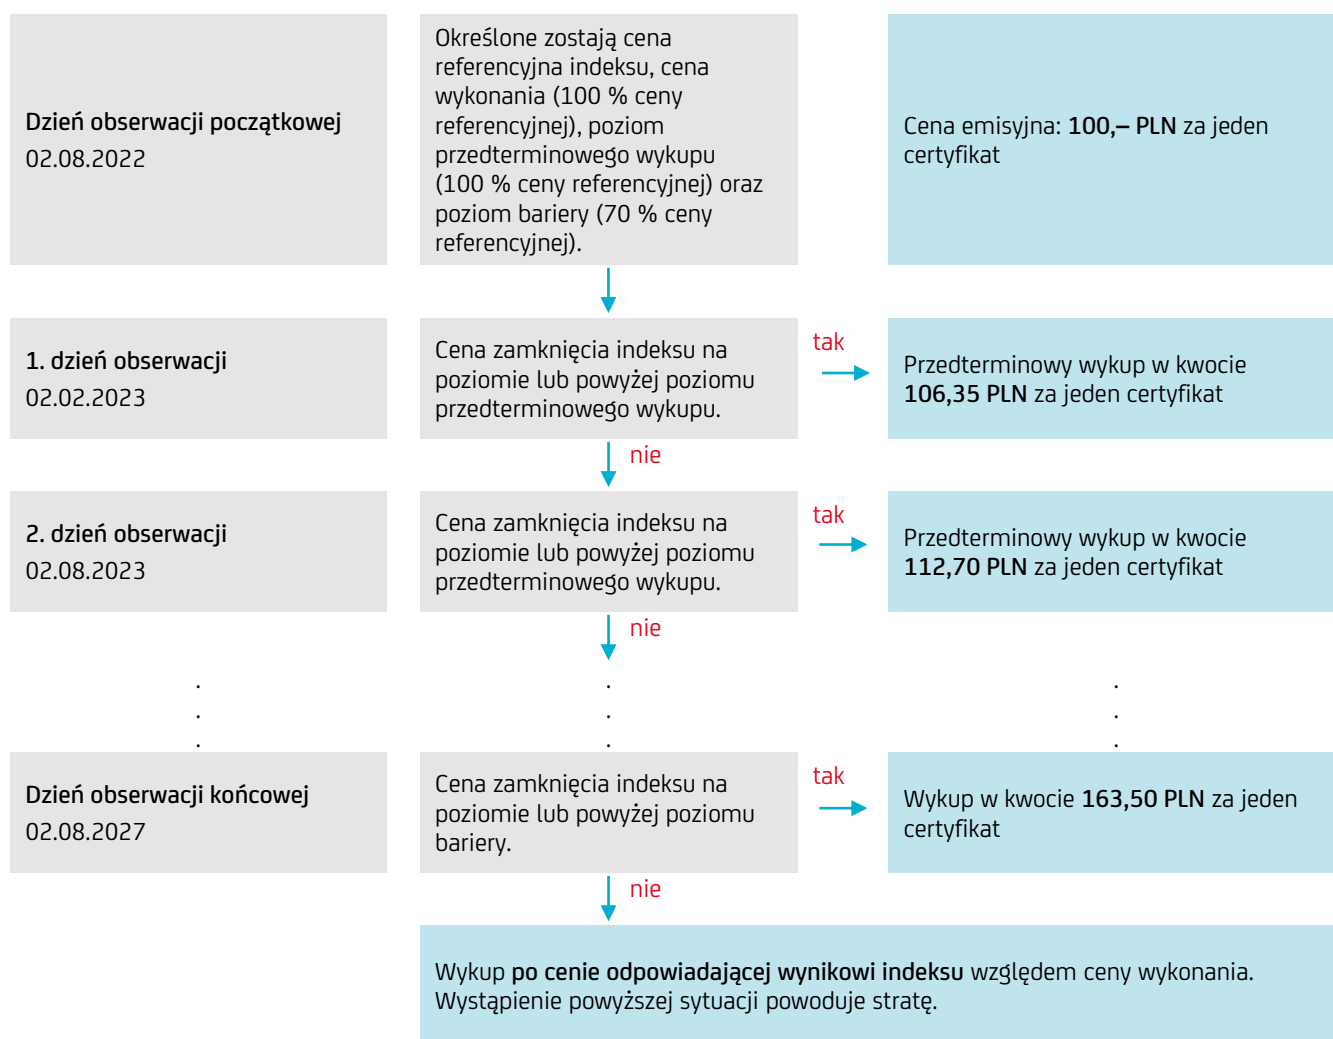 Dzień obserwacji początkowej
02.08.2022
Określone zostają cena
referencyjna indeksu, cena
wykonania (100 % ceny
referencyjnej), poziom
przedterminowego wykupu
(100 % ceny referencyjnej) oraz
poziom bariery (70 % ceny
referencyjnej).
Cena emisyjna: 100,– PLN za jeden
certyfikat
1. dzień obserwacji
02.02.2023
Cena zamknięcia indeksu na
poziomie lub powyżej poziomu
przedterminowego wykupu.
tak
Przedterminowy wykup w kwocie
106,35 PLN za jeden certyfikat
nie
2. dzień obserwacji
02.08.2023
Cena zamknięcia indeksu na
poziomie lub powyżej poziomu
przedterminowego wykupu.
tak
Przedterminowy wykup w kwocie
112,70 PLN za jeden certyfikat
nie
. . .
. . .
. . .
Dzień obserwacji końcowej
02.08.2027
Cena zamknięcia indeksu na
poziomie lub powyżej poziomu
bariery.
tak
Wykup w kwocie 163,50 PLN za jeden
certyfikat
nie
Wykup po cenie odpowiadającej wynikowi indeksu względem ceny wykonania.
Wystąpienie powyższej sytuacji powoduje stratę.